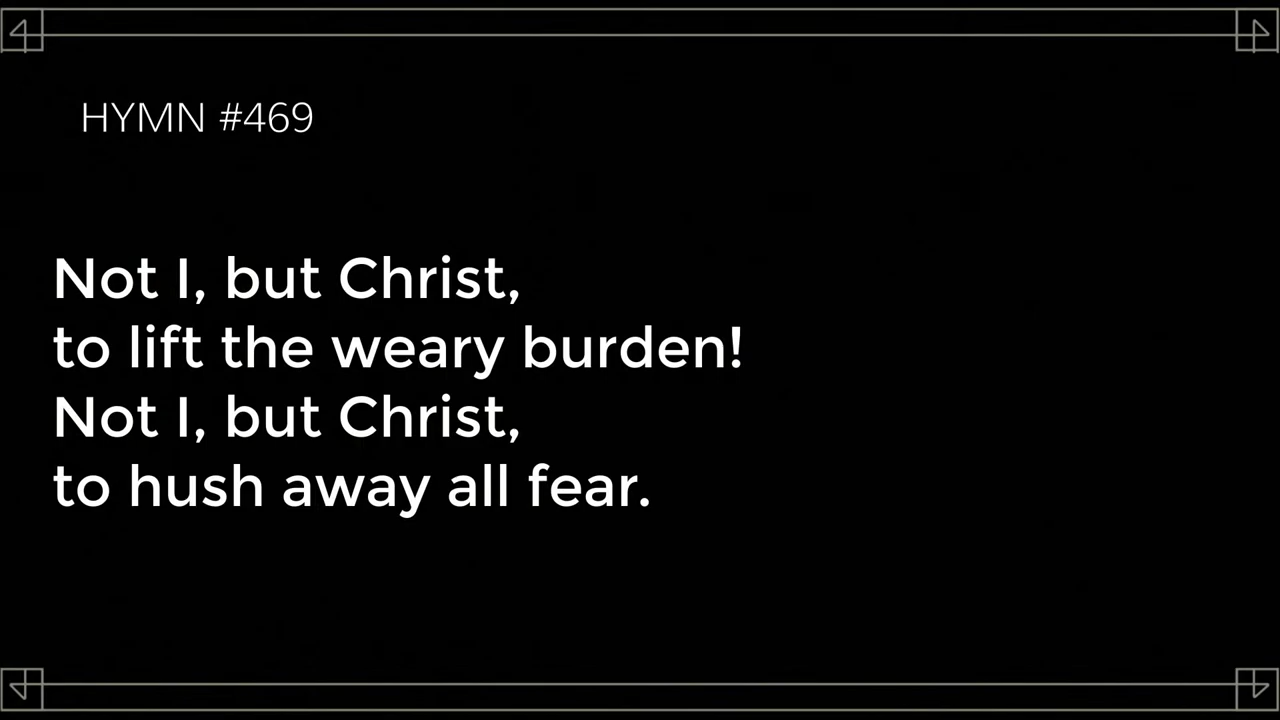 HYMN #469
Not I, but Christ,
to lift the weary burden!
Not I, but Christ,
to hush away all fear.